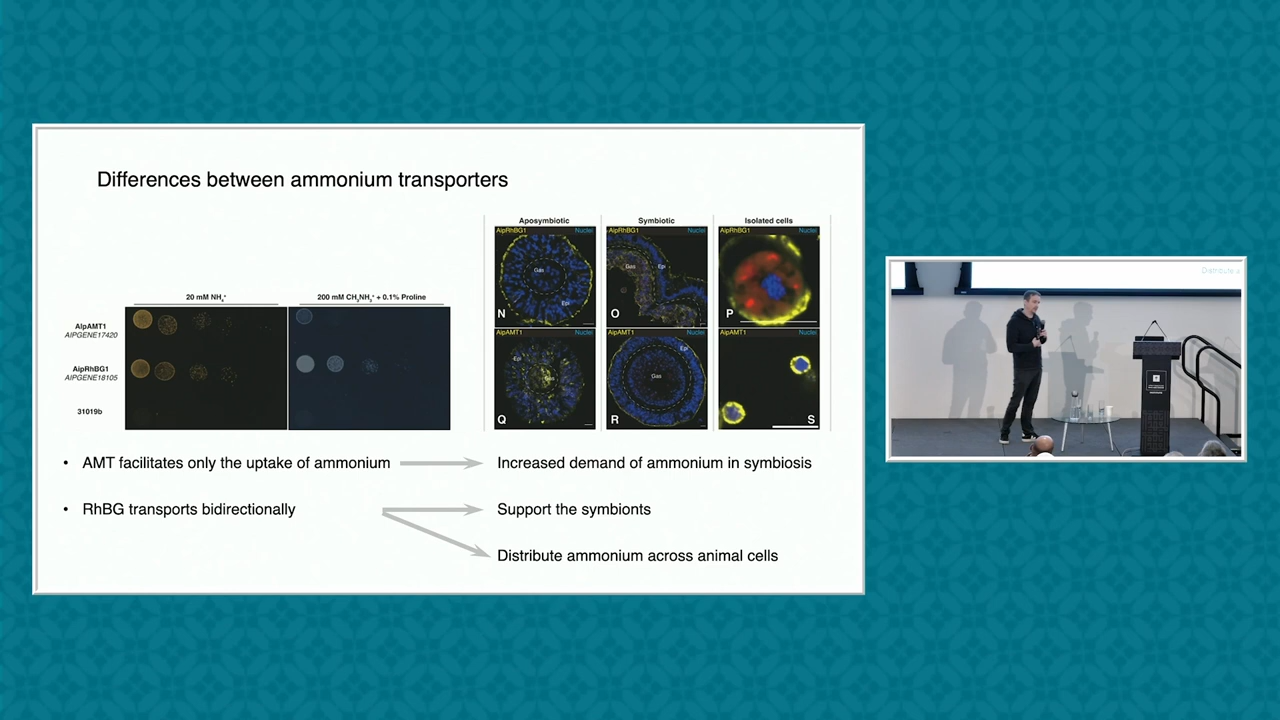 Differences between ammonium transporters
20 mM NH₄⁺
200 mM CH₃NH₃⁺ + 0.1% Proline
AipAMT1
AIPGENE17420
AipRhBG1
AIPGENE18105
31019b
Aposymbiotic
Symbiotic
Isolated cells
AipRhBG1 Nuclei
AipRhBG1 Nuclei
AipRhBG1 Nuclei
Gas
Epi
N
Gas
Epi
O
P
AipAMT1 Nuclei
AipAMT1 Nuclei
AipAMT1 Nuclei
Epi
Gas
Q
Epi
Gas
R
S
• AMT facilitates only the uptake of ammonium
Increased demand of ammonium in symbiosis
• RhBG transports bidirectionally
Support the symbionts
Distribute ammonium across animal cells
Distribute a